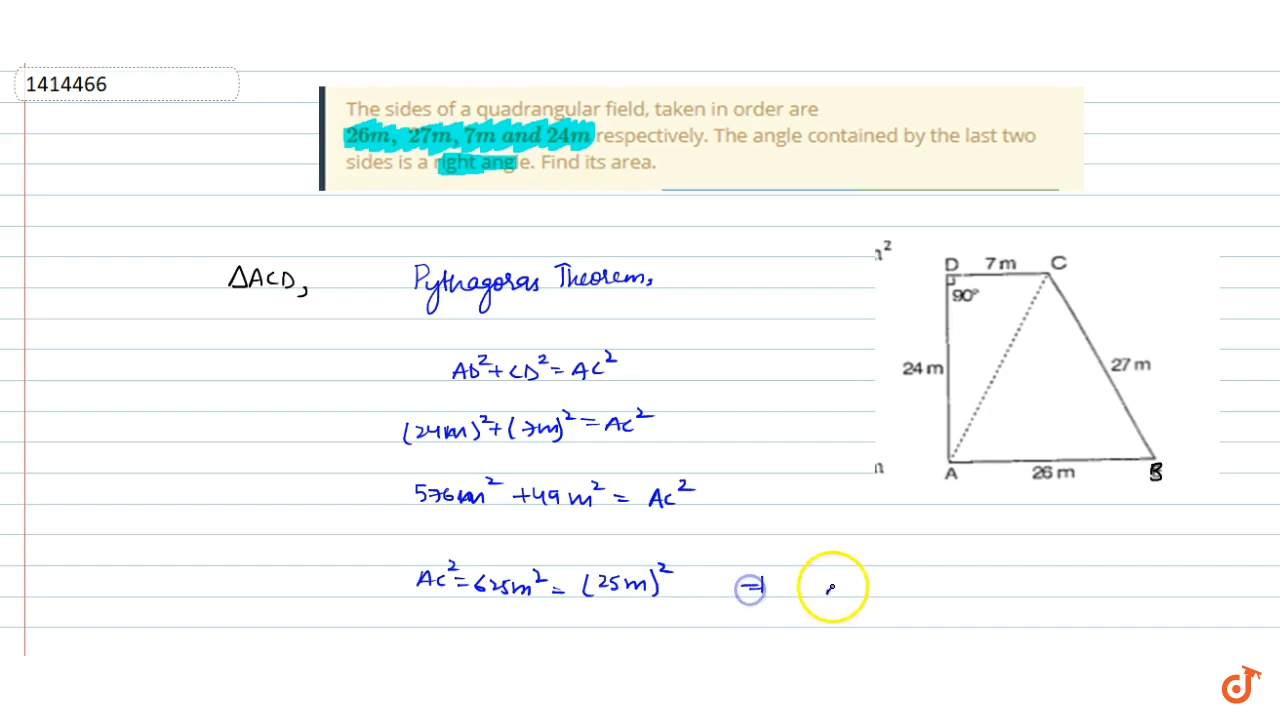 1414466
The sides of a quadrangular field, taken in order are
26m, 27m, 7m and 24m respectively. The angle contained by the last two
sides is a right angle. Find its area.
ΔACD, Pythagoras Theorem,
AD²+CD²=AC²
(24m)²+(7m)²=AC²
576m²+49m²=AC²
AC²=625m²=(25m)² ⇒
m²
D 7 m C
90°
24 m
27 m
m
A 26 m B